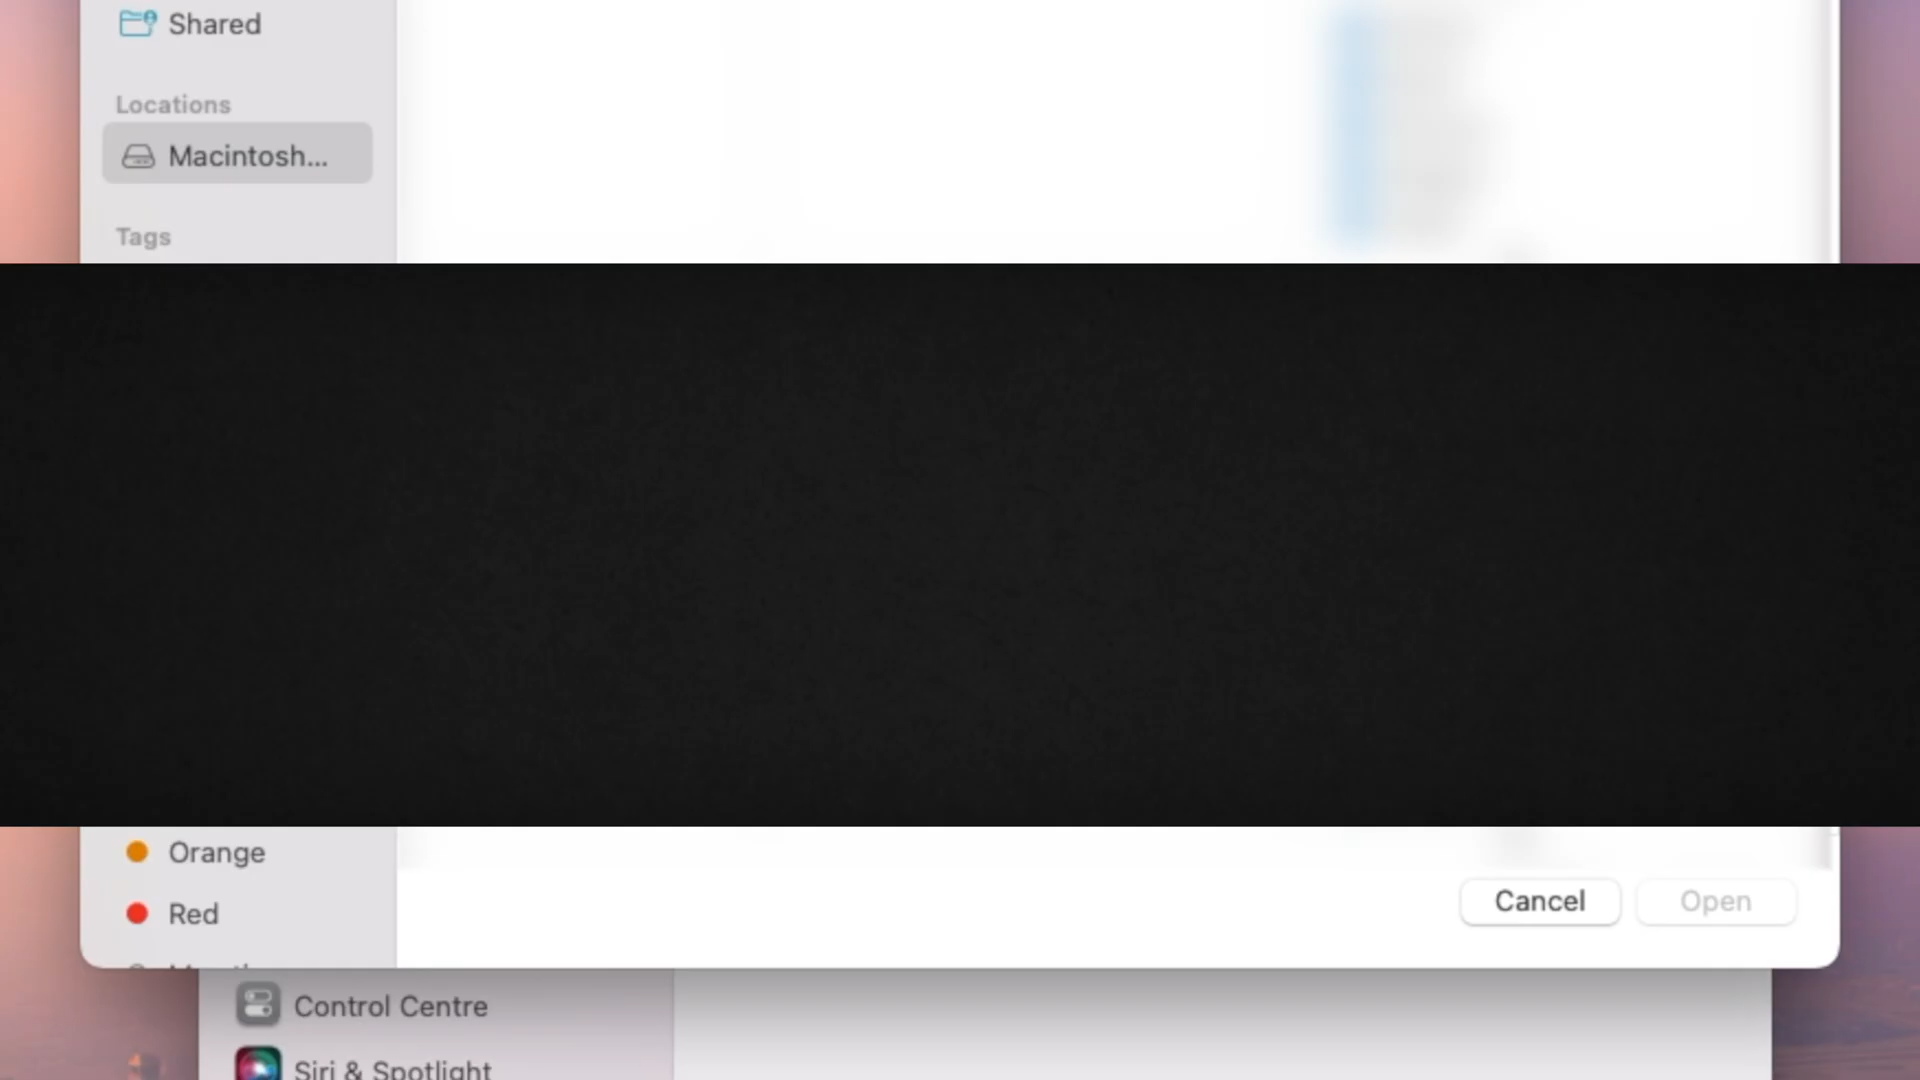 Shared
Locations
Macintosh...
Tags
Orange
Red
Cancel
Open
Control Centre
Siri & Spotlight